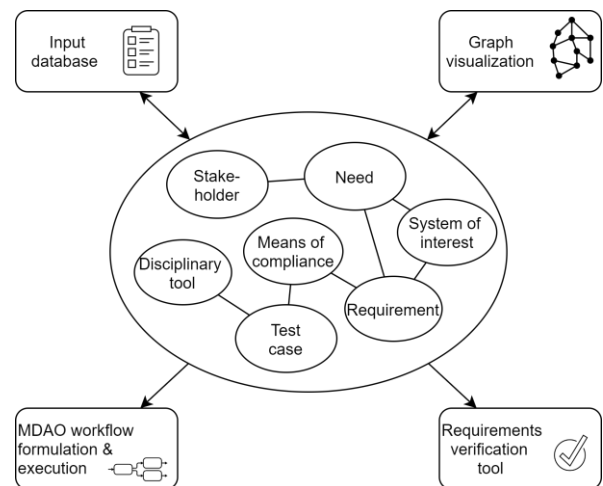 Input
database
Graph
visualization
Stake-
holder
Need
System of
interest
Means of
compliance
Disciplinary
tool
Requirement
Test
case
MDAO workflow
formulation &
execution
Requirements
verification
tool